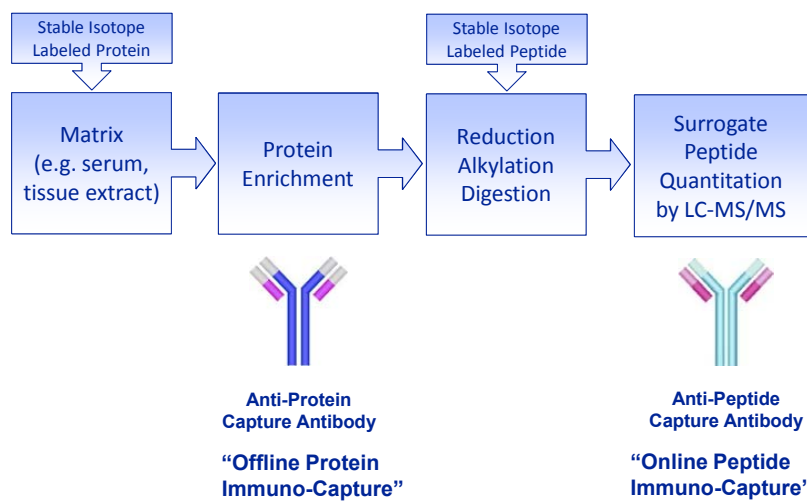 Stable Isotope
Labeled Protein
Stable Isotope
Labeled Peptide
Matrix
(e.g. serum,
tissue extract)
Protein
Enrichment
Reduction
Alkylation
Digestion
Surrogate
Peptide
Quantitation
by LC-MS/MS
Anti-Protein
Capture Antibody
“Offline Protein
Immuno-Capture”
Anti-Peptide
Capture Antibody
“Online Peptide
Immuno-Capture”